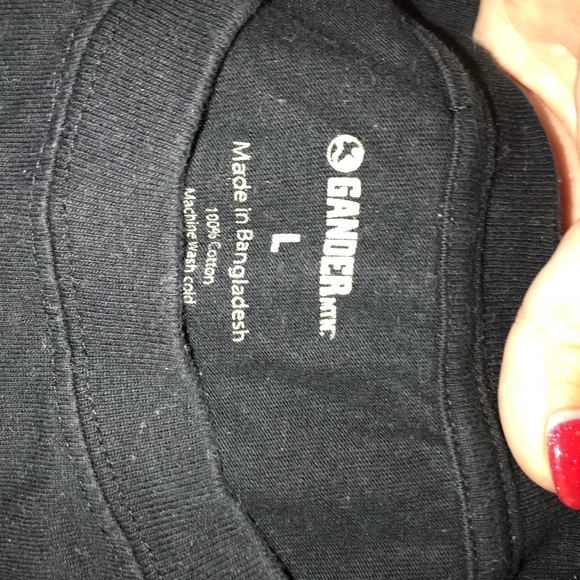 GANDER MTN.
L
Made in Bangladesh
100% Cotton
Machine wash cold